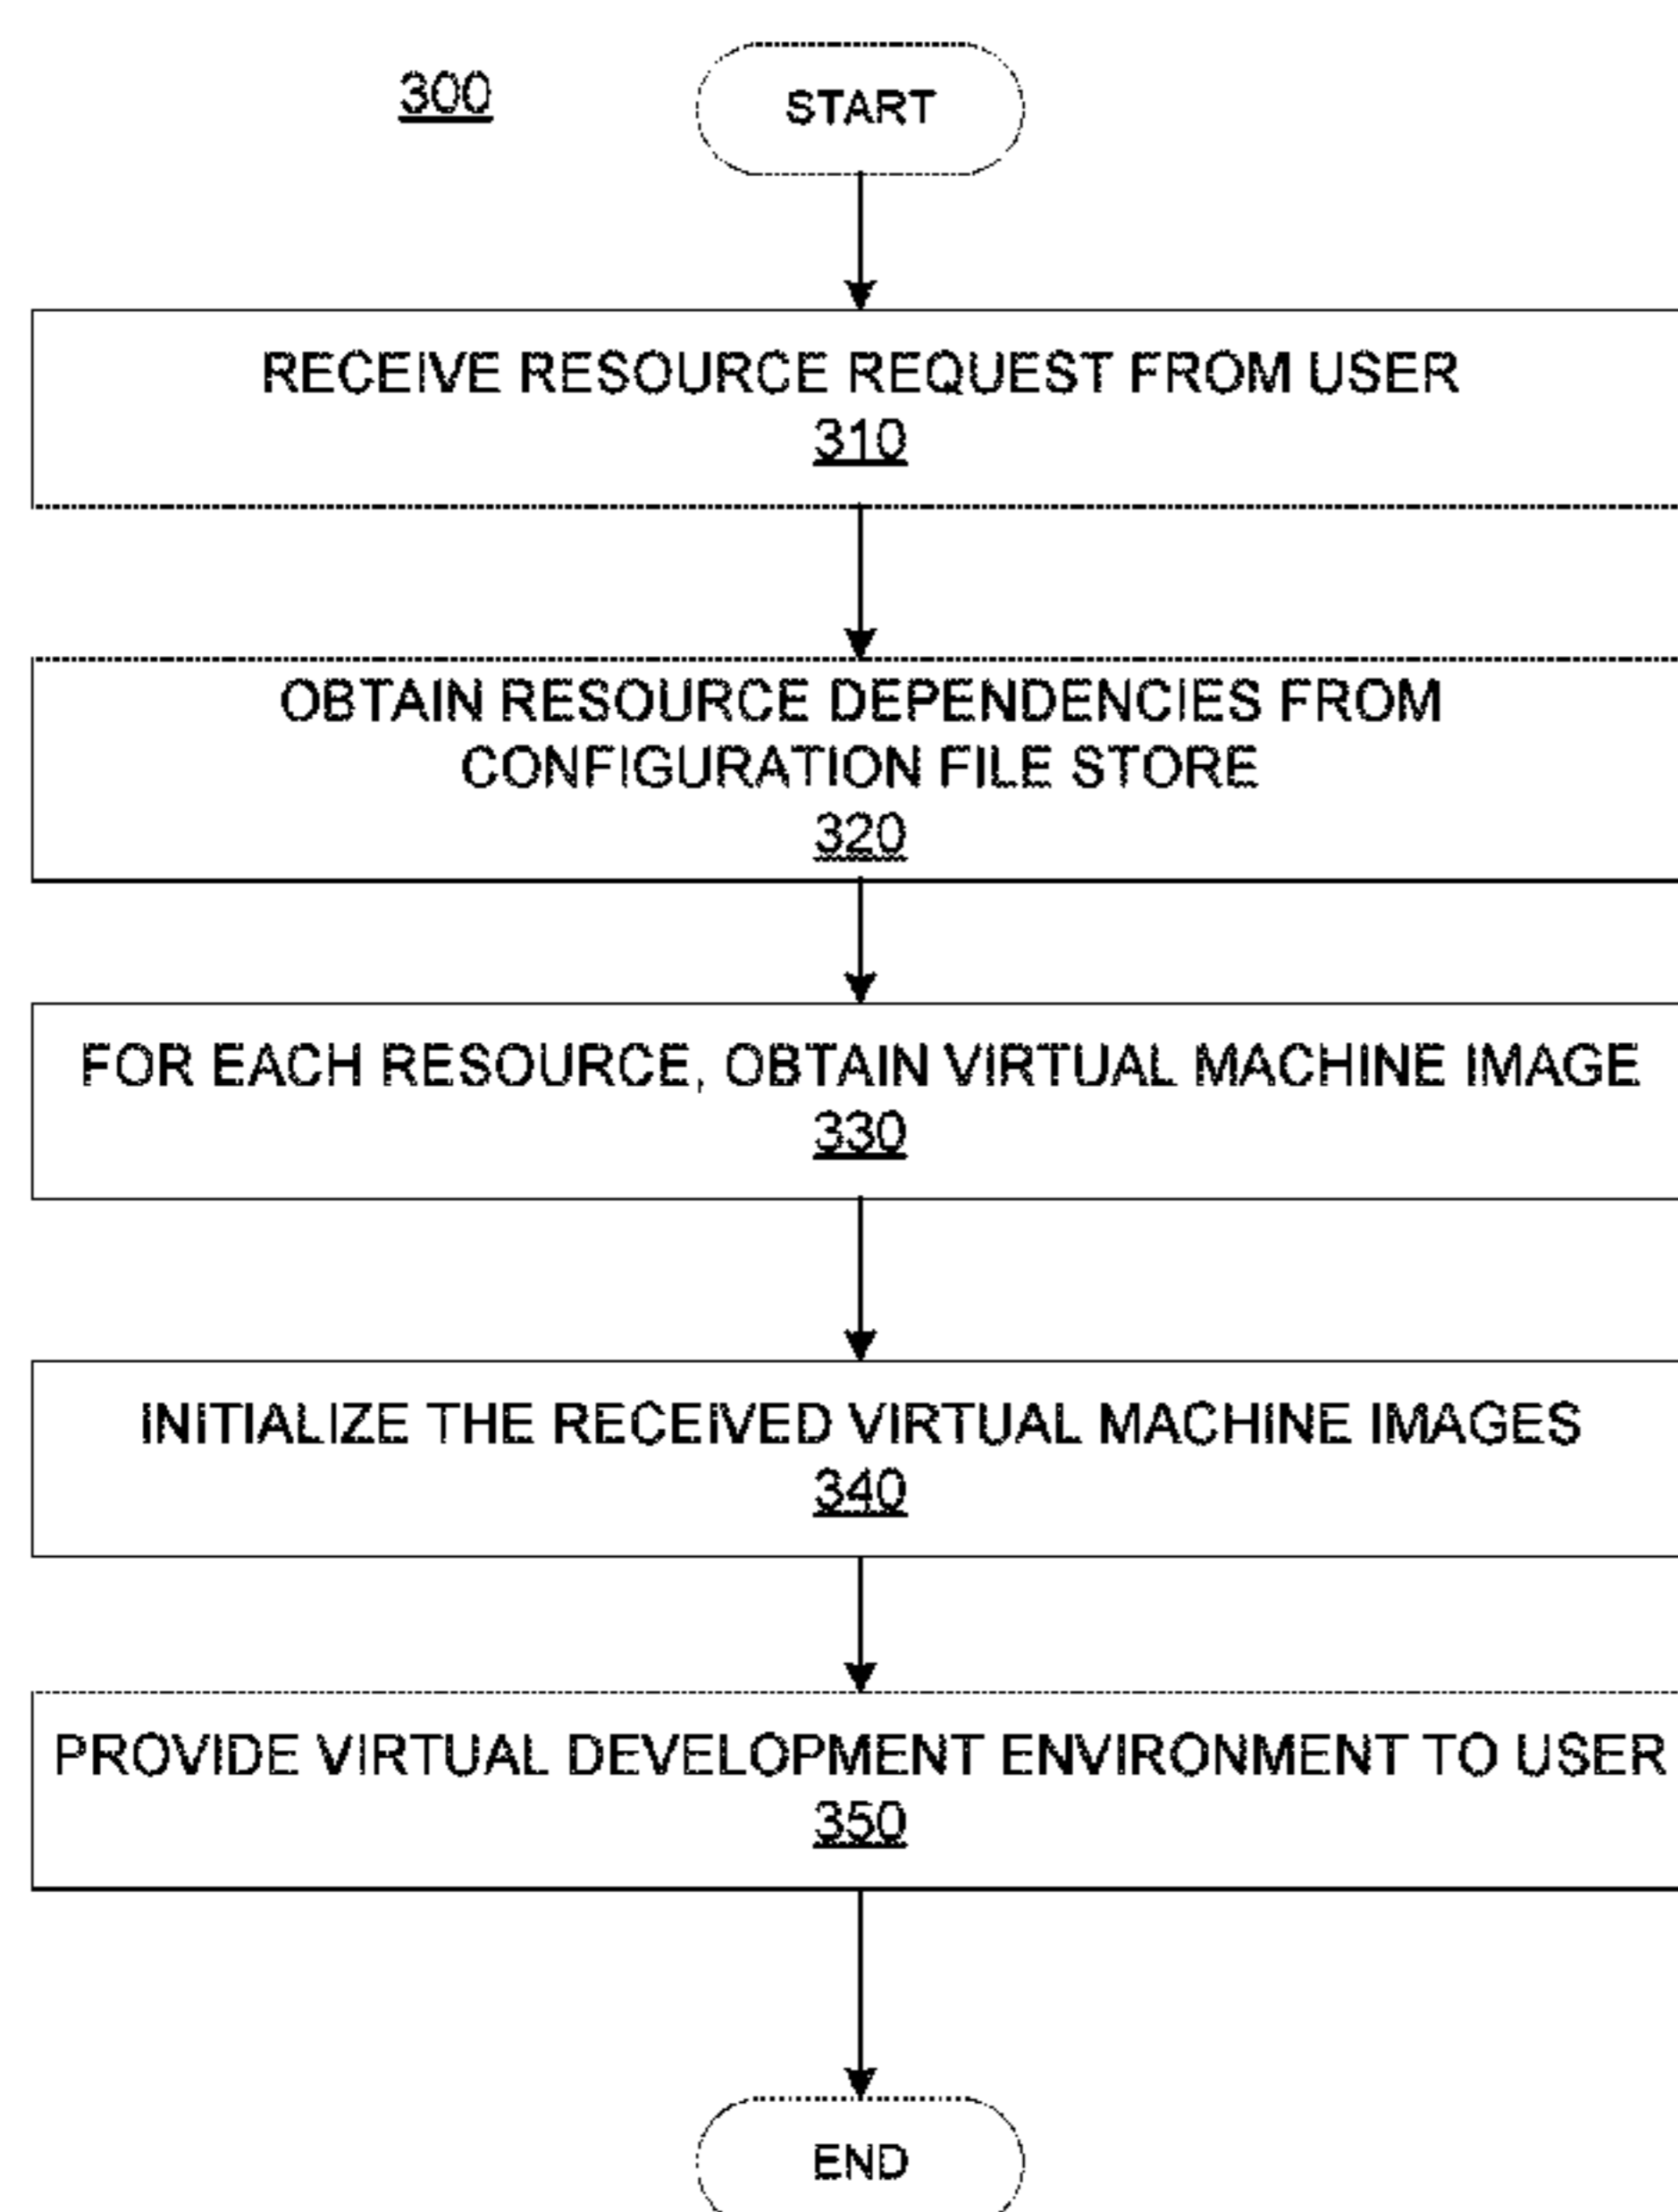 300
START
RECEIVE RESOURCE REQUEST FROM USER
310
OBTAIN RESOURCE DEPENDENCIES FROM
CONFIGURATION FILE STORE
320
FOR EACH RESOURCE, OBTAIN VIRTUAL MACHINE IMAGE
330
INITIALIZE THE RECEIVED VIRTUAL MACHINE IMAGES
340
PROVIDE VIRTUAL DEVELOPMENT ENVIRONMENT TO USER
350
END